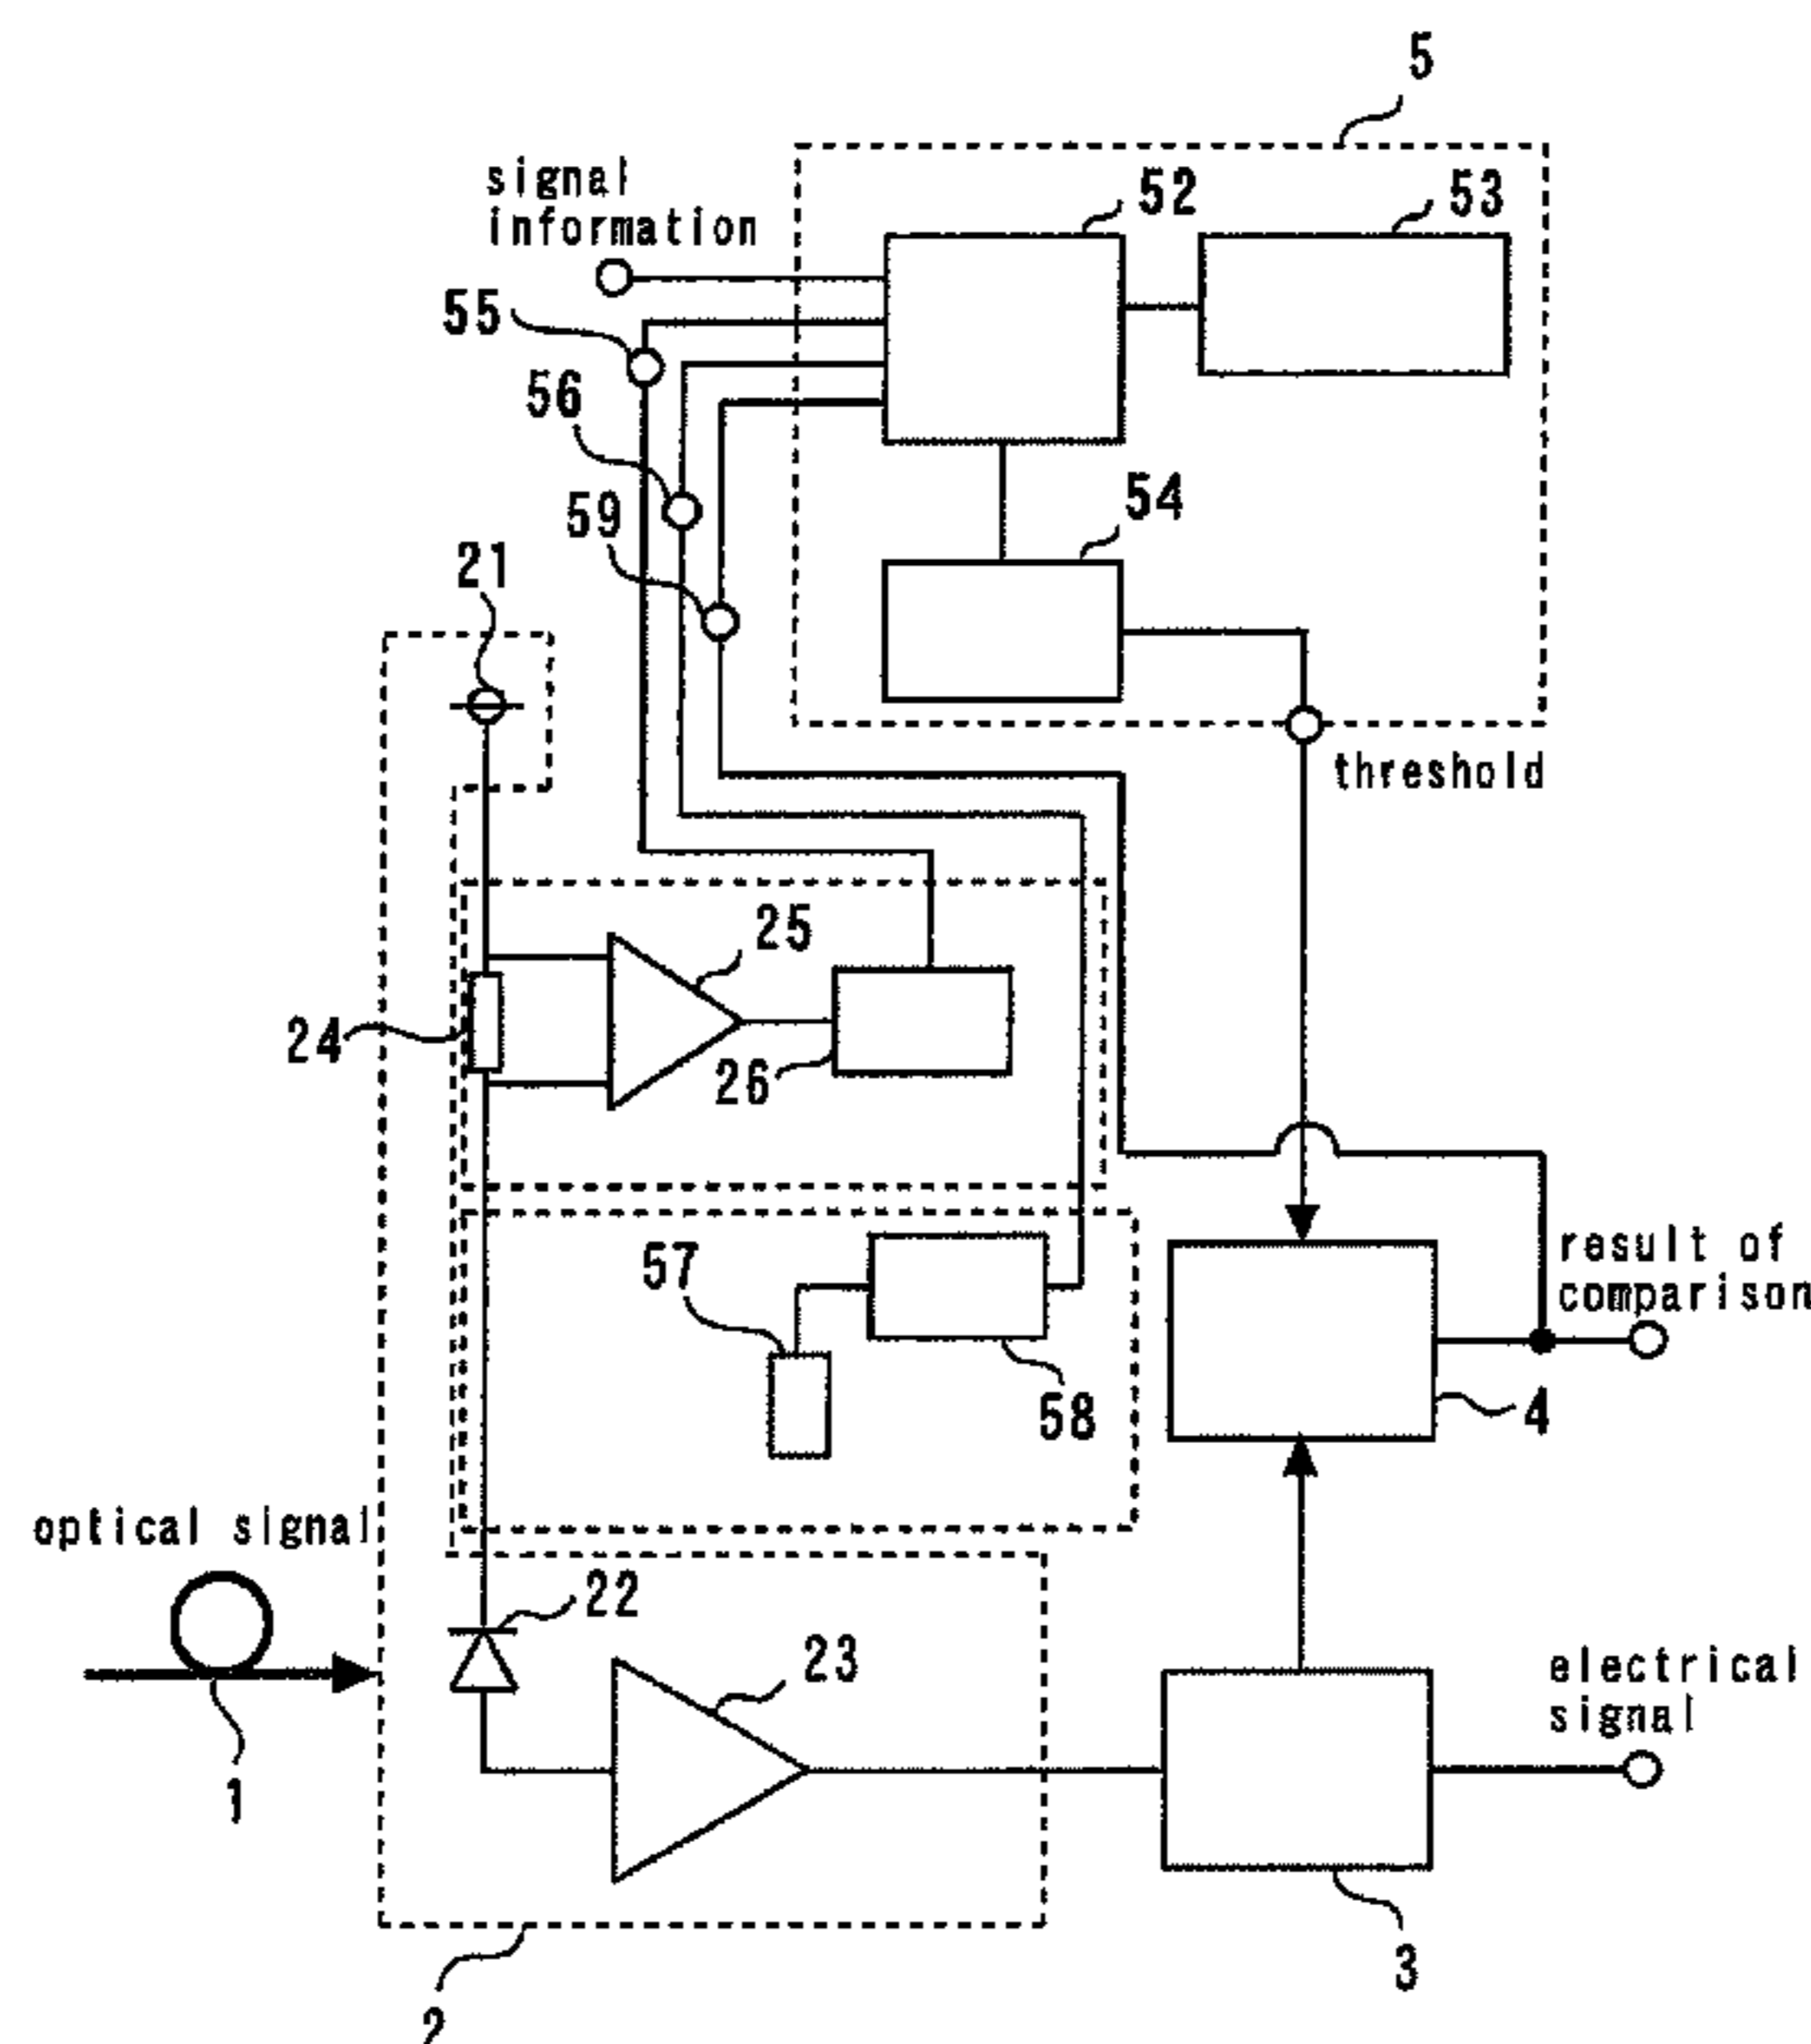 5
signal
information
52
53
55
56
59
54
21
threshold
25
24
26
57
result of
comparison
58
4
optical signal
22
23
electrical
signal
1
3
2